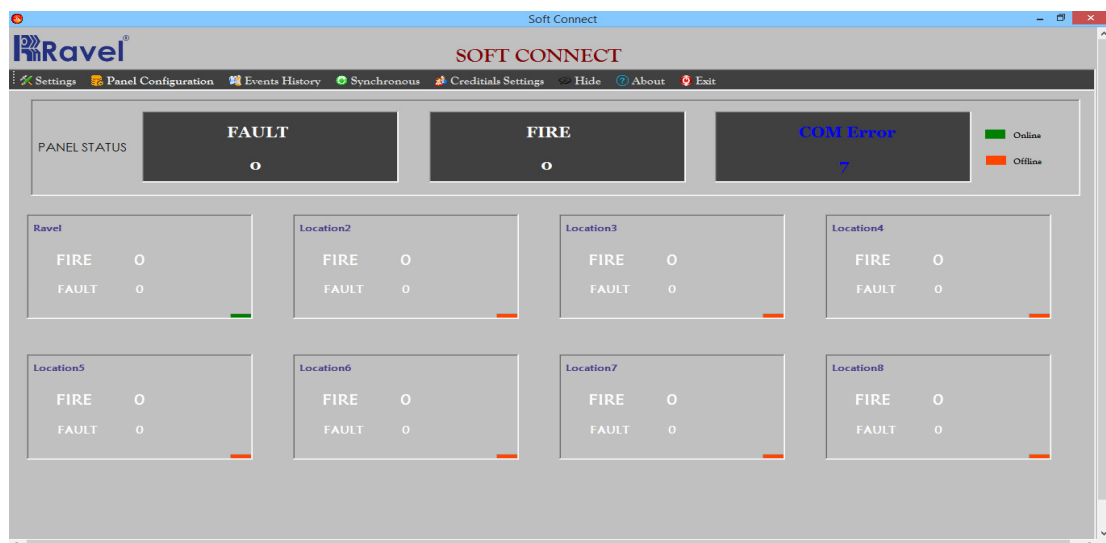 Soft Connect
Ravel®
SOFT CONNECT
Settings Panel Configuration Events History Synchronous Creditials Settings Hide About Exit
PANEL STATUS
FAULT
0
FIRE
0
COM Error
7
Online
Offline
Ravel
FIRE 0
FAULT 0
Location2
FIRE 0
FAULT 0
Location3
FIRE 0
FAULT 0
Location4
FIRE 0
FAULT 0
Location5
FIRE 0
FAULT 0
Location6
FIRE 0
FAULT 0
Location7
FIRE 0
FAULT 0
Location8
FIRE 0
FAULT 0